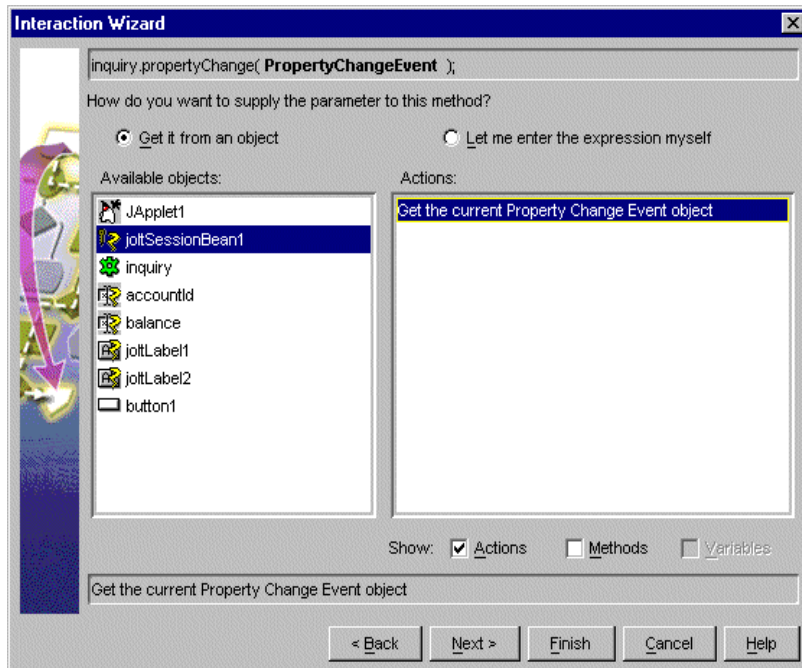 Interaction Wizard
inquiry.propertyChange( PropertyChangeEvent );
How do you want to supply the parameter to this method?
Get it from an object
Let me enter the expression myself
Available objects:
Actions:
JApplet1
joltSessionBean1
inquiry
accountId
balance
joltLabel1
joltLabel2
button1
Get the current Property Change Event object
Show: Actions Methods Variables
Get the current Property Change Event object
< Back Next > Finish Cancel Help